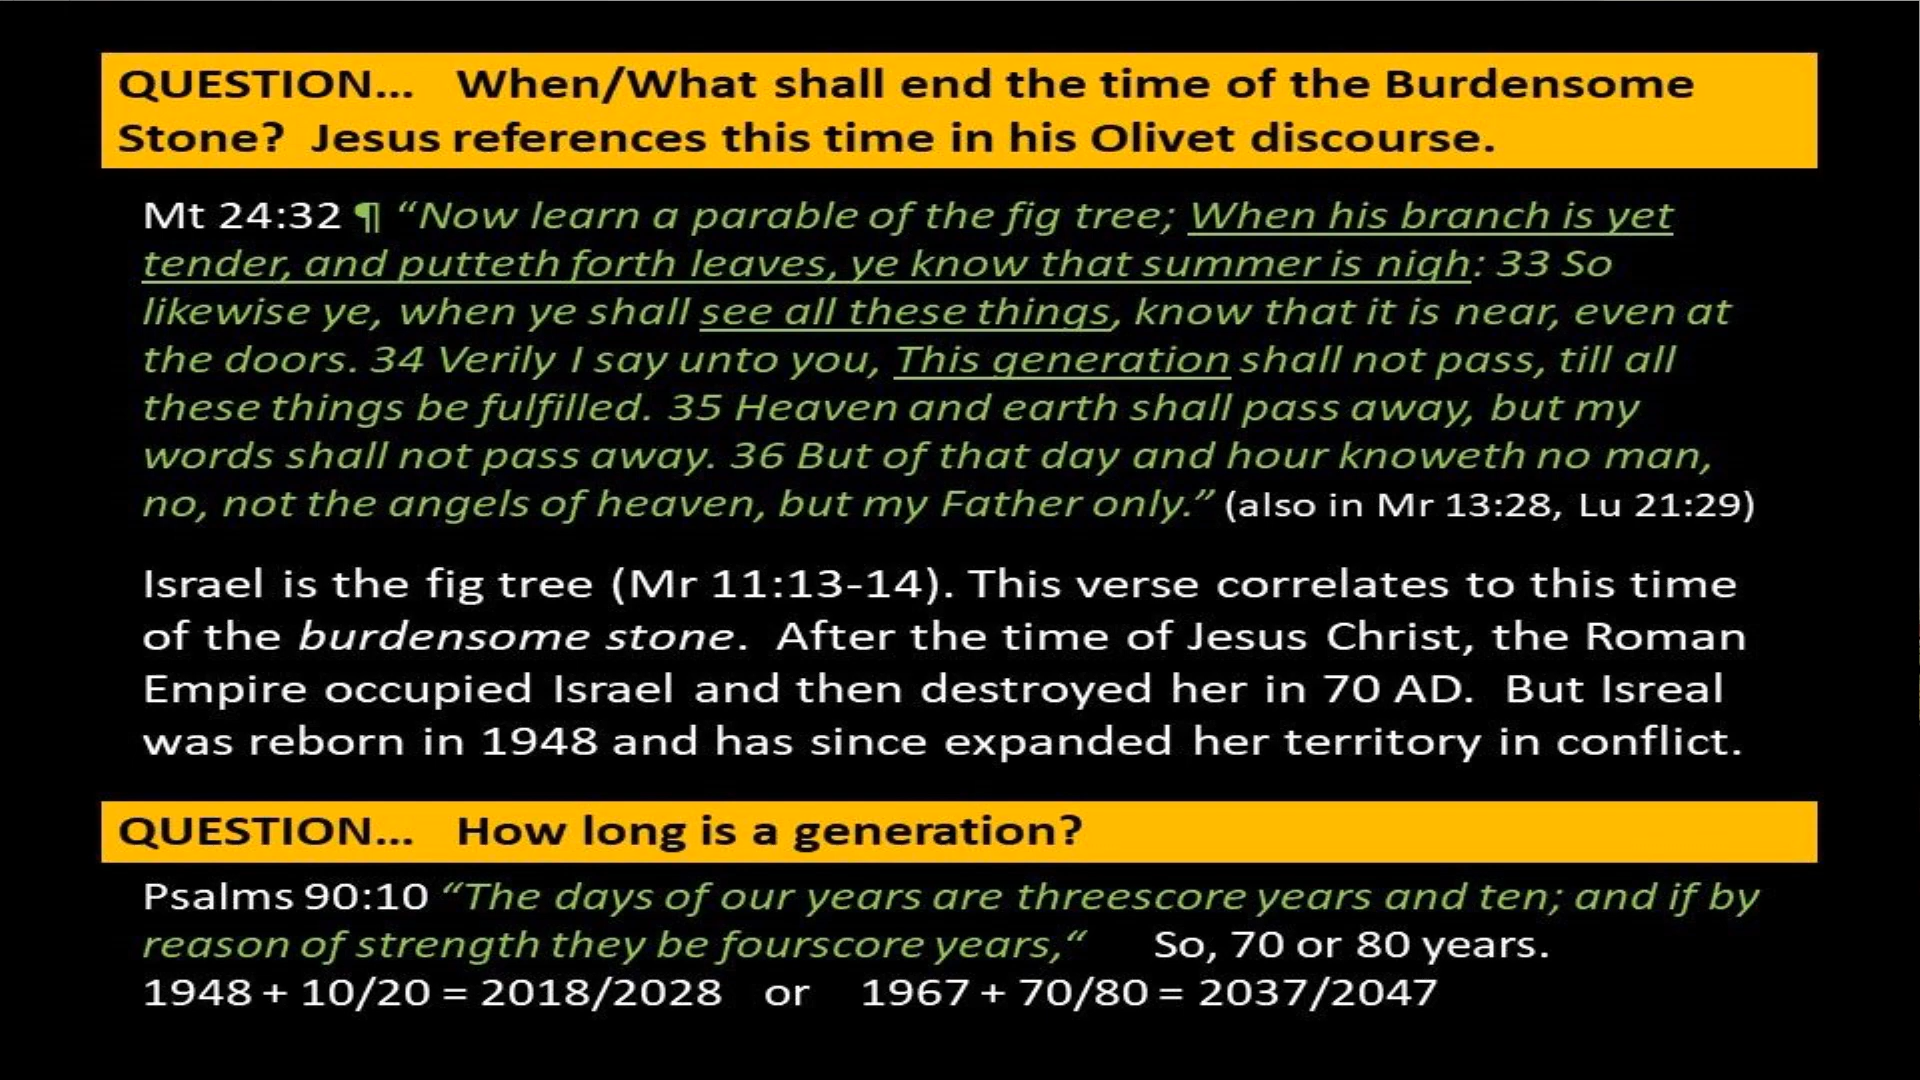 QUESTION... When/What shall end the time of the Burdensome
Stone? Jesus references this time in his Olivet discourse.
Mt 24:32 ¶ “Now learn a parable of the fig tree; When his branch is yet
tender, and putteth forth leaves, ye know that summer is nigh: 33 So
likewise ye, when ye shall see all these things, know that it is near, even at
the doors. 34 Verily I say unto you, This generation shall not pass, till all
these things be fulfilled. 35 Heaven and earth shall pass away, but my
words shall not pass away. 36 But of that day and hour knoweth no man,
no, not the angels of heaven, but my Father only.” (also in Mr 13:28, Lu 21:29)
Israel is the fig tree (Mr 11:13-14). This verse correlates to this time
of the burdensome stone. After the time of Jesus Christ, the Roman
Empire occupied Israel and then destroyed her in 70 AD. But Isreal
was reborn in 1948 and has since expanded her territory in conflict.
QUESTION... How long is a generation?
Psalms 90:10 “The days of our years are threescore years and ten; and if by
reason of strength they be fourscore years,“ So, 70 or 80 years.
1948 + 10/20 = 2018/2028 or 1967 + 70/80 = 2037/2047